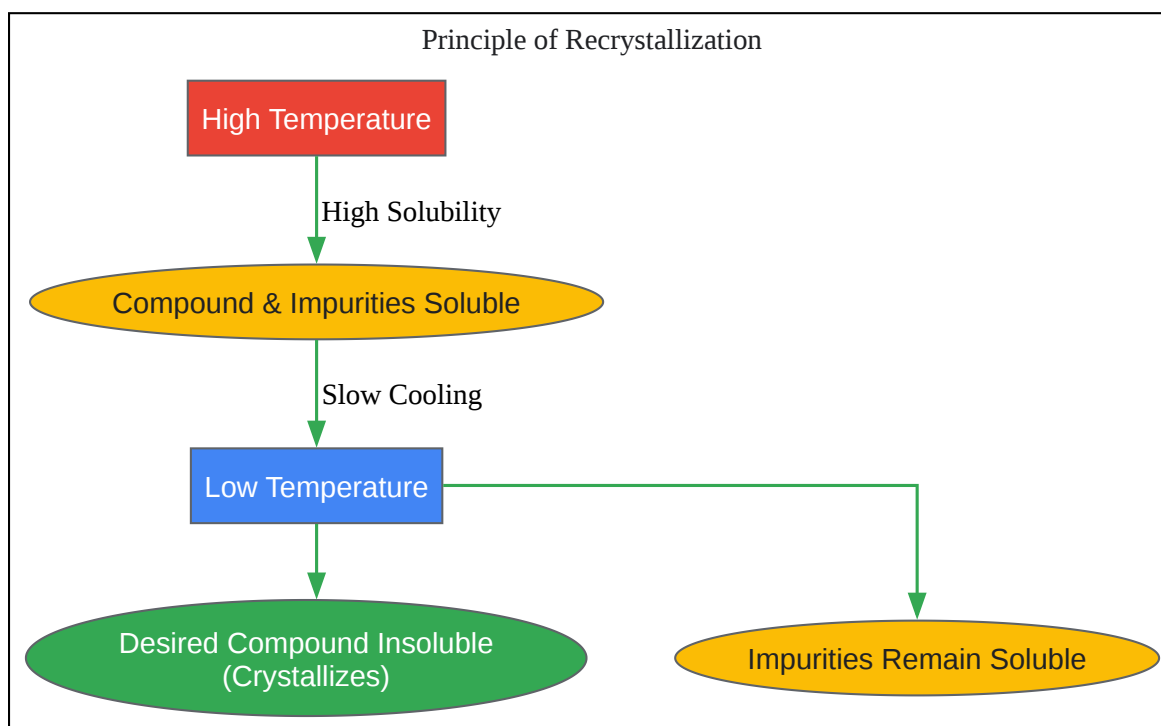 Principle of Recrystallization
High Temperature
High Solubility
Compound & Impurities Soluble
Slow Cooling
Low Temperature
Desired Compound Insoluble
(Crystallizes)
Impurities Remain Soluble